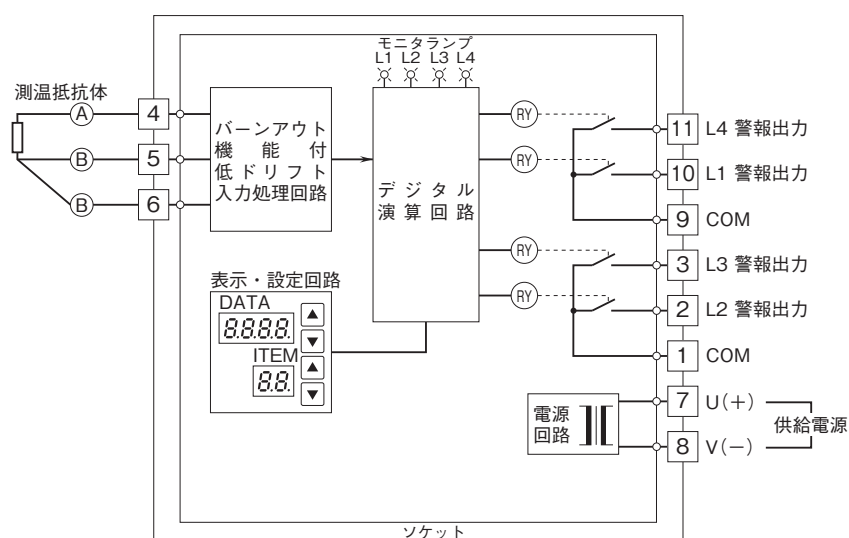 モニタランプ
L1 L2 L3 L4
測温抵抗体
A 4
B 5
B 6
バーンアウト
機能付
低ドリフト
入力処理回路
デジタル
演算回路
RY
RY
RY
RY
11 L4 警報出力
10 L1 警報出力
9 COM
3 L3 警報出力
2 L2 警報出力
1 COM
表示・設定回路
DATA
8.8.8.8.
ITEM
8.8.
電源
回路
7 U(+)
8 V(-)
供給電源
ソケット